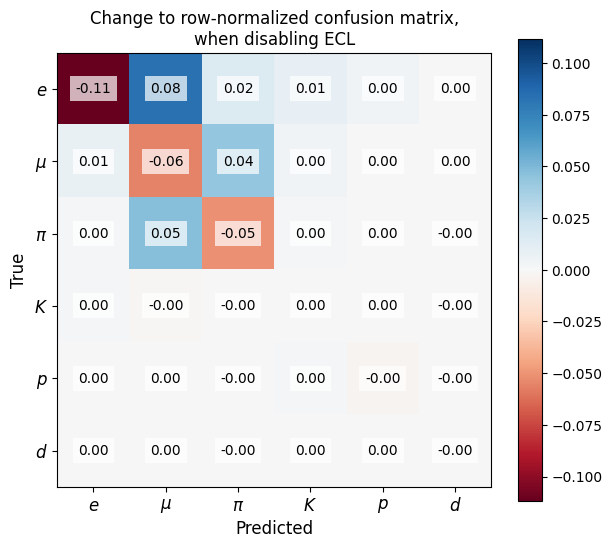 Change to row-normalized confusion matrix,
when disabling ECL
e -0.11 0.08 0.02 0.01 0.00 0.00
μ 0.01 -0.06 0.04 0.00 0.00 0.00
π 0.00 0.05 -0.05 0.00 0.00 -0.00
K 0.00 -0.00 -0.00 0.00 0.00 -0.00
p 0.00 0.00 -0.00 0.00 -0.00 -0.00
d 0.00 0.00 -0.00 0.00 0.00 -0.00
e μ π K p d
True
Predicted
0.100
0.075
0.050
0.025
0.000
−0.025
−0.050
−0.075
−0.100